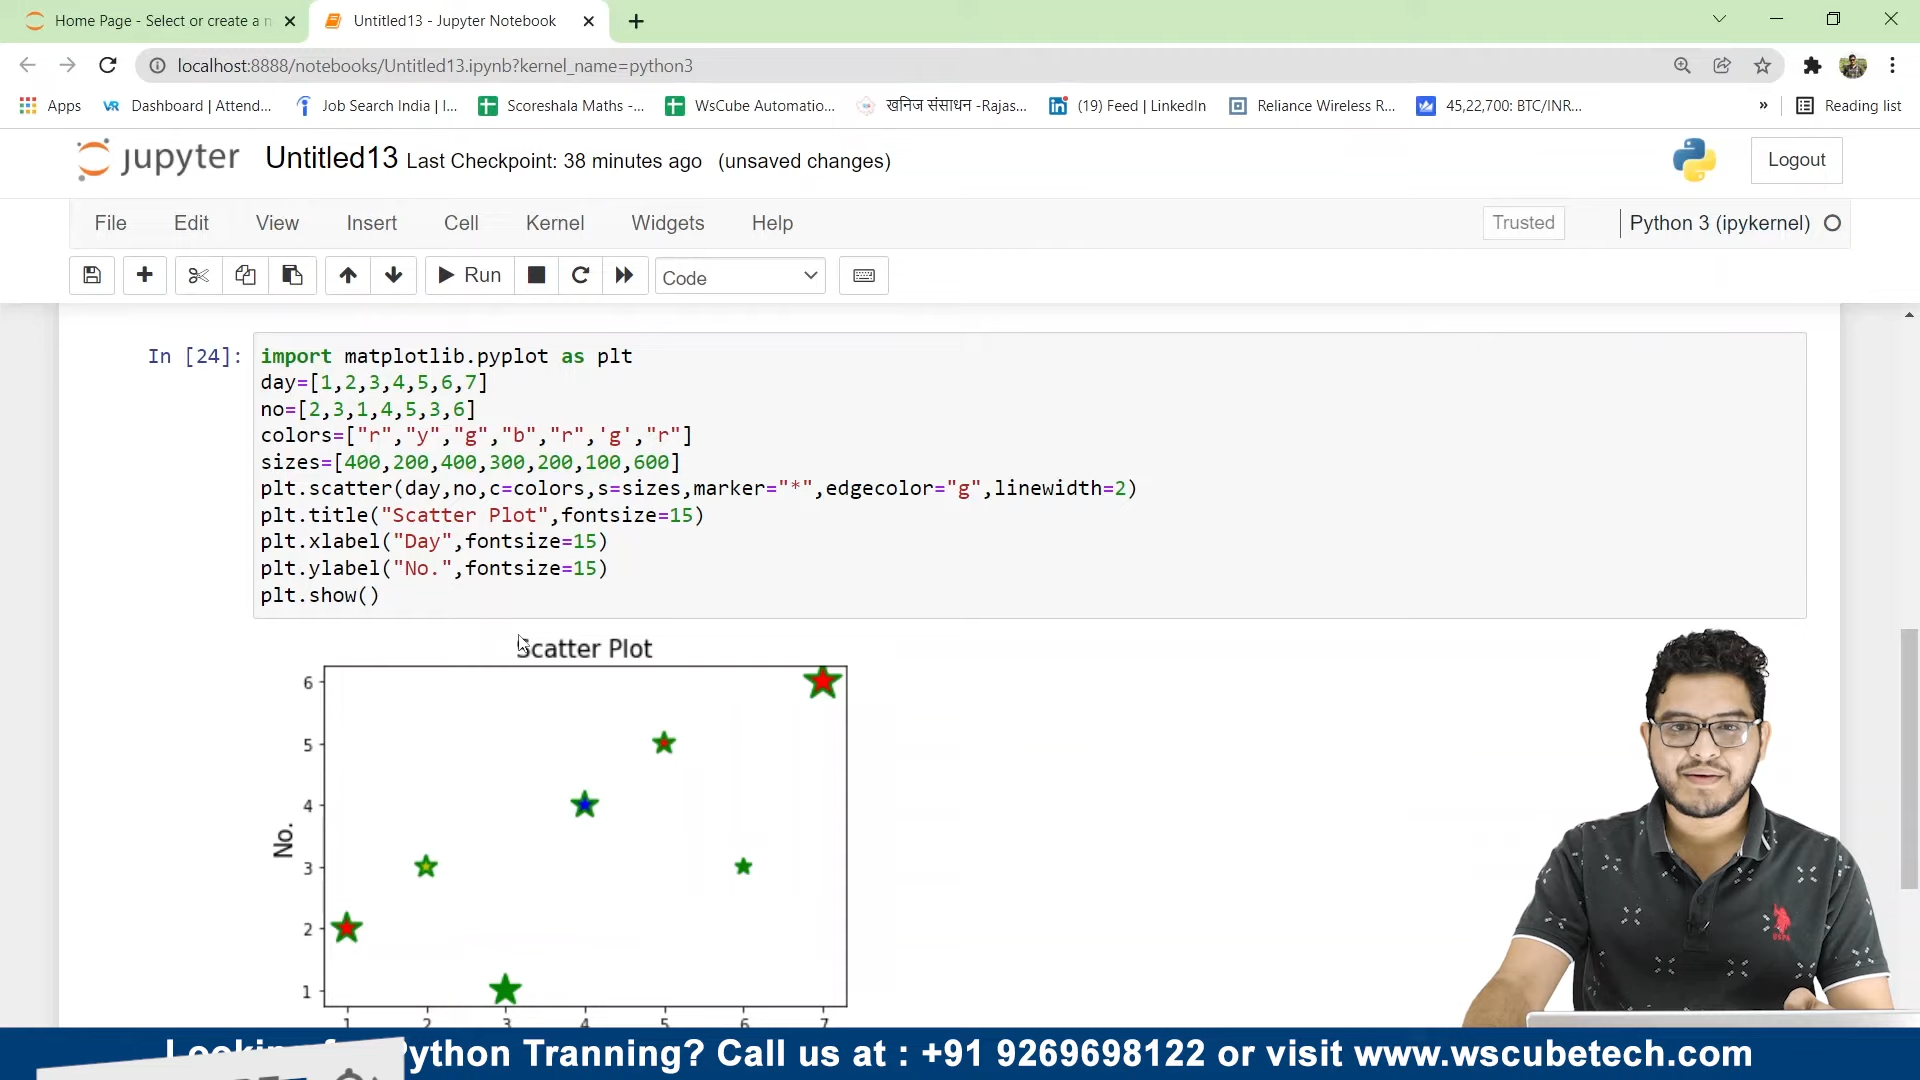 Home Page - Select or create a n
Untitled13 - Jupyter Notebook
localhost:8888/notebooks/Untitled13.ipynb?kernel_name=python3
Apps
VR Dashboard | Attend...
Job Search India | I...
Scoreshala Maths -...
WsCube Automatio...
खनिज संसाधन -Rajas...
in (19) Feed | LinkedIn
Reliance Wireless R...
45,22,700: BTC/INR...
»
Reading list
jupyter Untitled13 Last Checkpoint: 38 minutes ago (unsaved changes)
Logout
File Edit View Insert Cell Kernel Widgets Help
Trusted
Python 3 (ipykernel)
Run
Code
In [24]:
import matplotlib.pyplot as plt
day=[1,2,3,4,5,6,7]
no=[2,3,1,4,5,3,6]
colors=["r","y","g","b","r",'g',"r"]
sizes=[400,200,400,300,200,100,600]
plt.scatter(day,no,c=colors,s=sizes,marker="*",edgecolor="g",linewidth=2)
plt.title("Scatter Plot",fontsize=15)
plt.xlabel("Day",fontsize=15)
plt.ylabel("No.",fontsize=15)
plt.show()
Scatter Plot
6
5
4
3
2
1
No.
1 2 3 4 5 6 7
USPA
ython Tranning? Call us at : +91 9269698122 or visit www.wscubetech.com